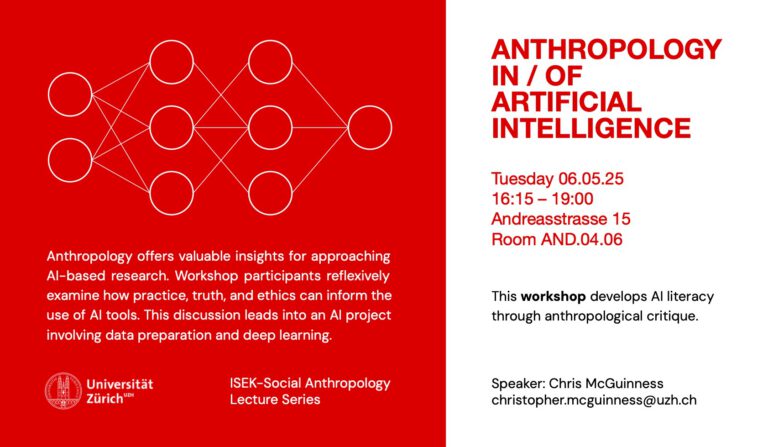 Anthropology offers valuable insights for approaching
AI-based research. Workshop participants reflexively
examine how practice, truth, and ethics can inform the
use of AI tools. This discussion leads into an AI project
involving data preparation and deep learning.
Universität
Zürich UZH
ISEK-Social Anthropology
Lecture Series
ANTHROPOLOGY
IN / OF
ARTIFICIAL
INTELLIGENCE
Tuesday 06.05.25
16:15 – 19:00
Andreasstrasse 15
Room AND.04.06
This workshop develops AI literacy
through anthropological critique.
Speaker: Chris McGuinness
christopher.mcguinness@uzh.ch